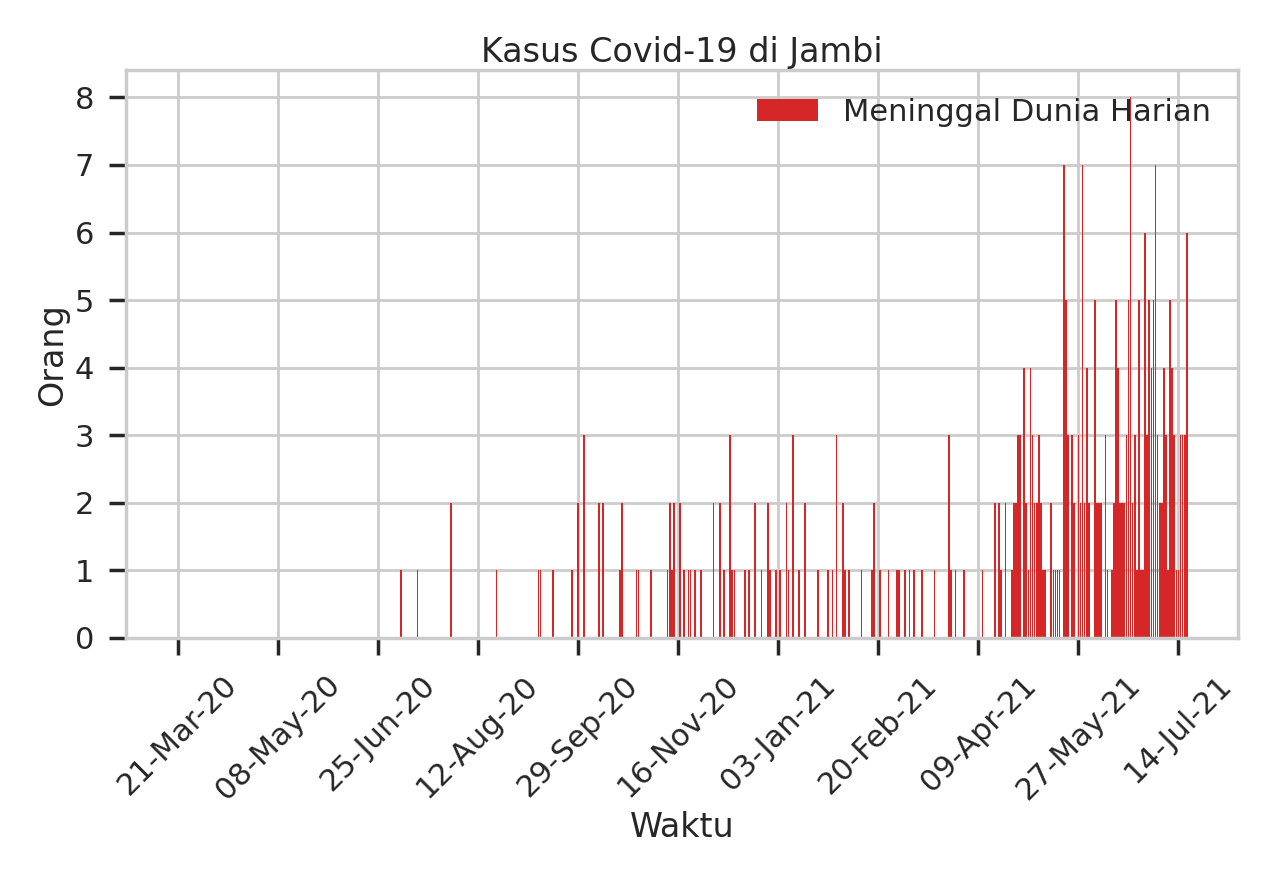 Kasus Covid-19 di Jambi
Meninggal Dunia Harian
Orang
8
7
6
5
4
3
2
1
0
21-Mar-20
08-May-20
25-Jun-20
12-Aug-20
29-Sep-20
16-Nov-20
03-Jan-21
20-Feb-21
09-Apr-21
27-May-21
14-Jul-21
Waktu